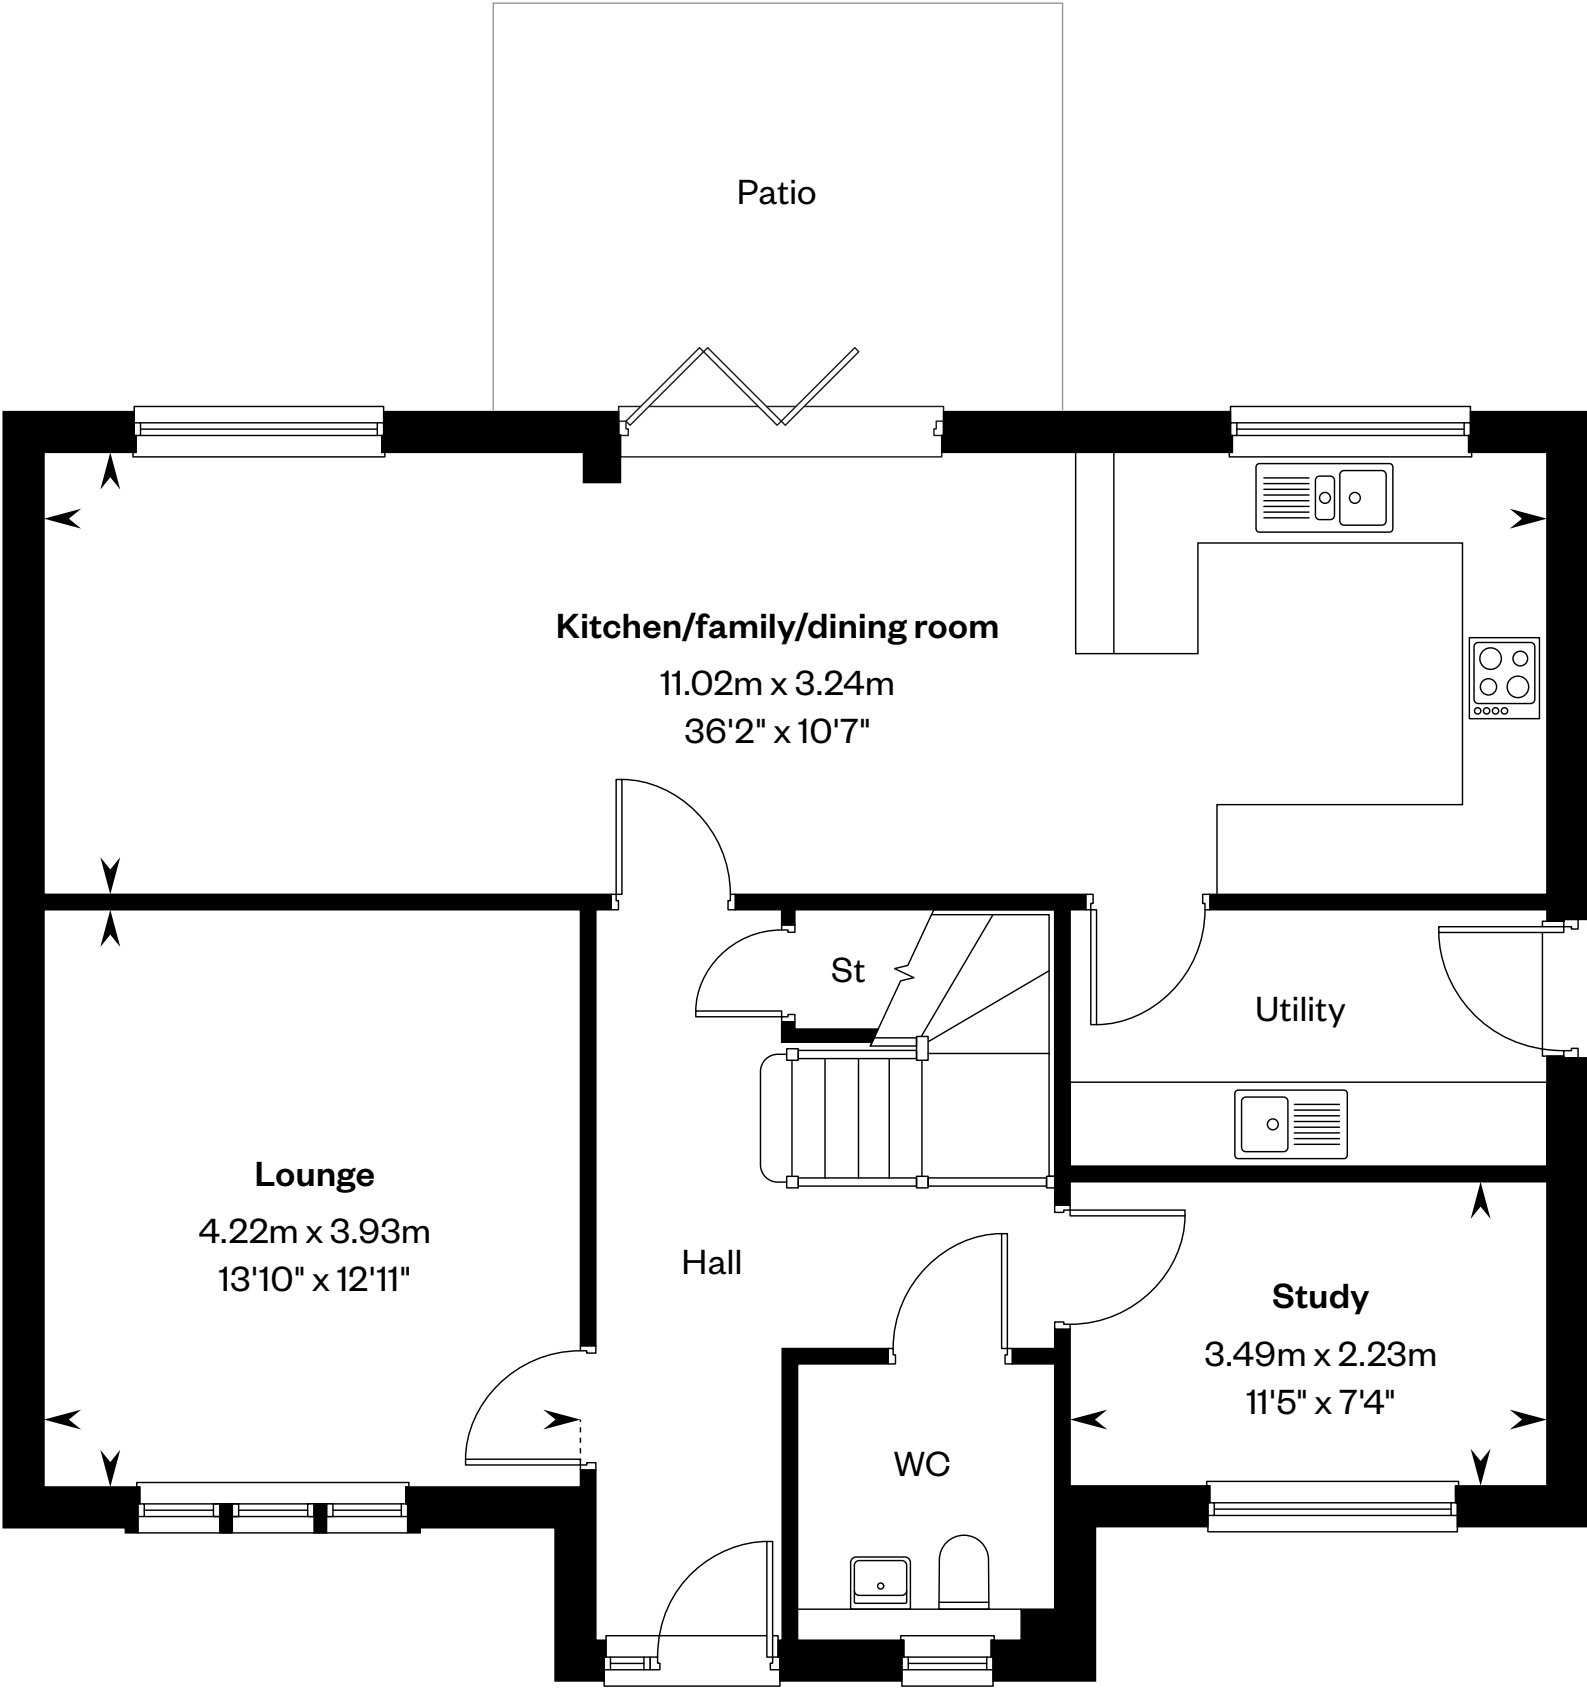 Patio
Kitchen/family/dining room
11.02m x 3.24m
36'2" x 10'7"
St
Utility
Lounge
4.22m x 3.93m
13'10" x 12'11"
Hall
Study
3.49m x 2.23m
11'5" x 7'4"
WC